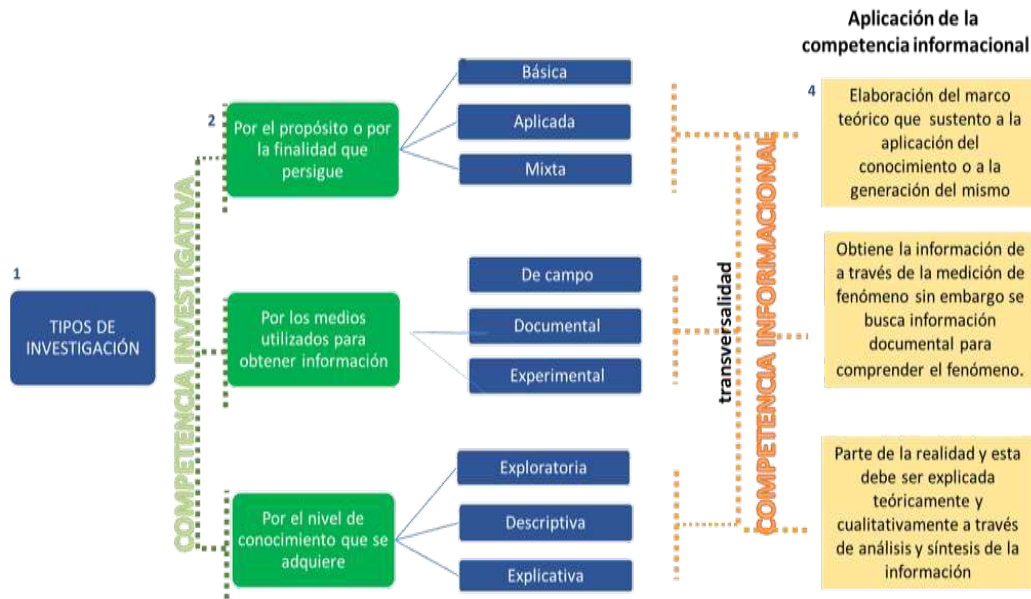 Aplicación de la
competencia informacional
1
TIPOS DE
INVESTIGACIÓN
COMPETENCIA INVESTIGATIVA
2
Por el propósito o por
la finalidad que
persigue
Básica
Aplicada
Mixta
Por los medios
utilizados para
obtener información
De campo
Documental
Experimental
Por el nivel de
conocimiento que se
adquiere
Exploratoria
Descriptiva
Explicativa
transversalidad
COMPETENCIA INFORMACIONAL
4
Elaboración del marco
teórico que sustento a la
aplicación del
conocimiento o a la
generación del mismo
Obtiene la información de
a través de la medición de
fenómeno sin embargo se
busca información
documental para
comprender el fenómeno.
Parte de la realidad y esta
debe ser explicada
teóricamente y
cualitativamente a través
de análisis y síntesis de la
información